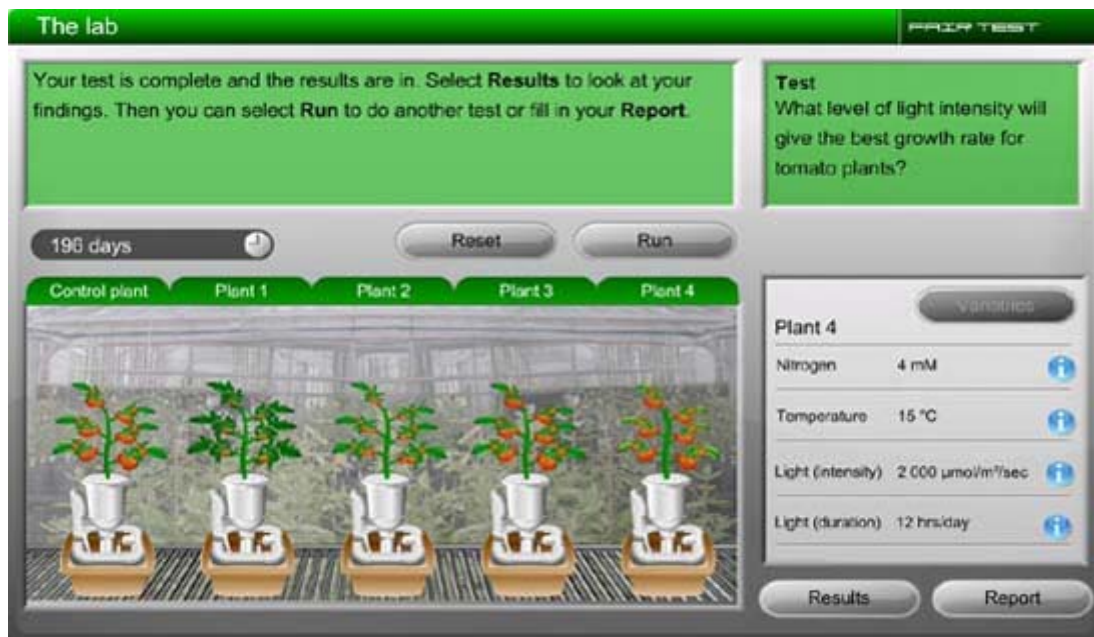 The lab
FAIR TEST
Your test is complete and the results are in. Select Results to look at your
findings. Then you can select Run to do another test or fill in your Report.
Test
What level of light intensity will
give the best growth rate for
tomato plants?
196 days
Reset
Run
Control plant
Plant 1
Plant 2
Plant 3
Plant 4
Variables
Plant 4
Nitrogen 4 mM
Temperature 15 °C
Light (intensity) 2 000 µmol/m²/sec
Light (duration) 12 hrs/day
Results
Report